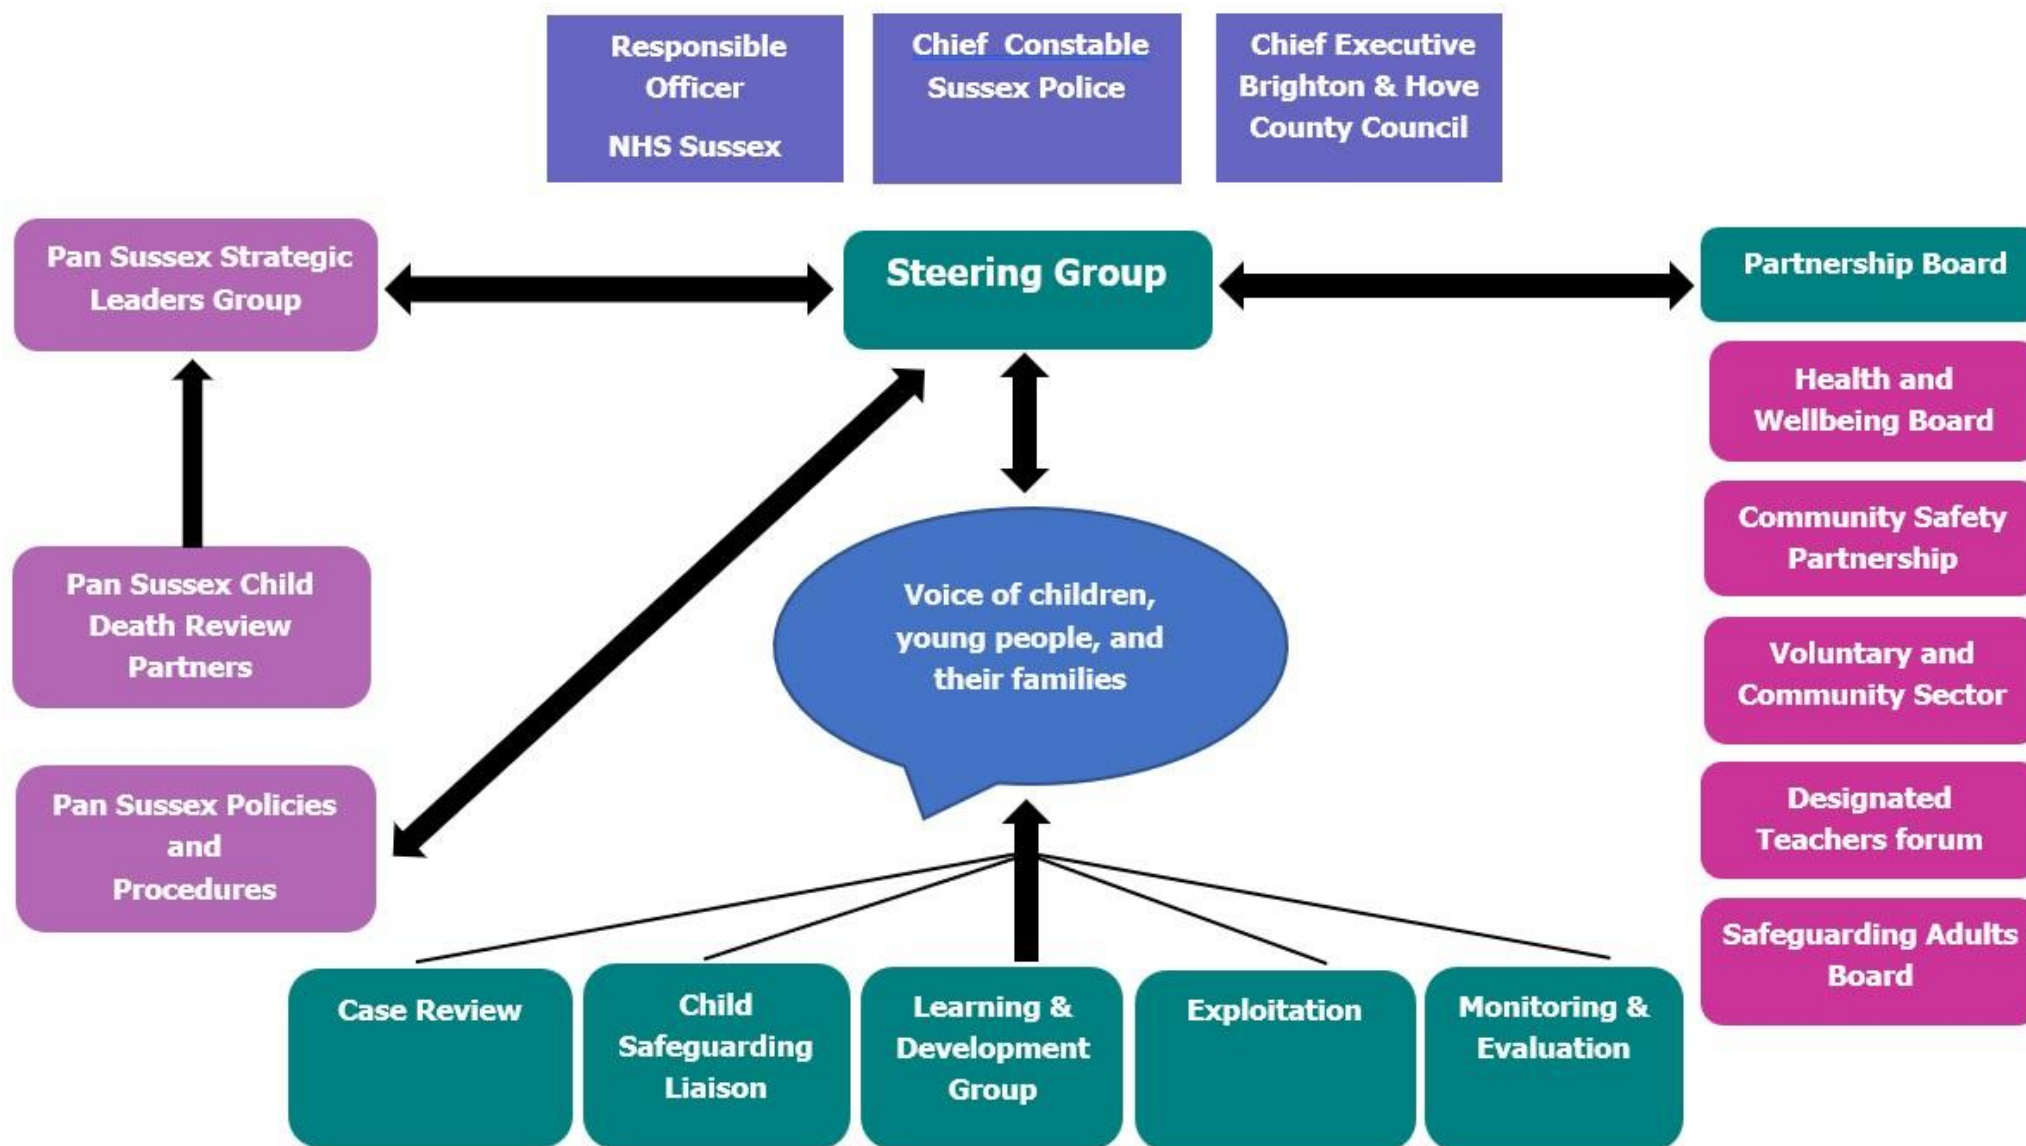 Responsible
Officer
NHS Sussex
Chief Constable
Sussex Police
Chief Executive
Brighton & Hove
County Council
Pan Sussex Strategic
Leaders Group
Steering Group
Partnership Board
Health and
Wellbeing Board
Community Safety
Partnership
Pan Sussex Child
Death Review
Partners
Voice of children,
young people, and
their families
Voluntary and
Community Sector
Pan Sussex Policies
and
Procedures
Designated
Teachers forum
Safeguarding Adults
Board
Case Review
Child
Safeguarding
Liaison
Learning &
Development
Group
Exploitation
Monitoring &
Evaluation